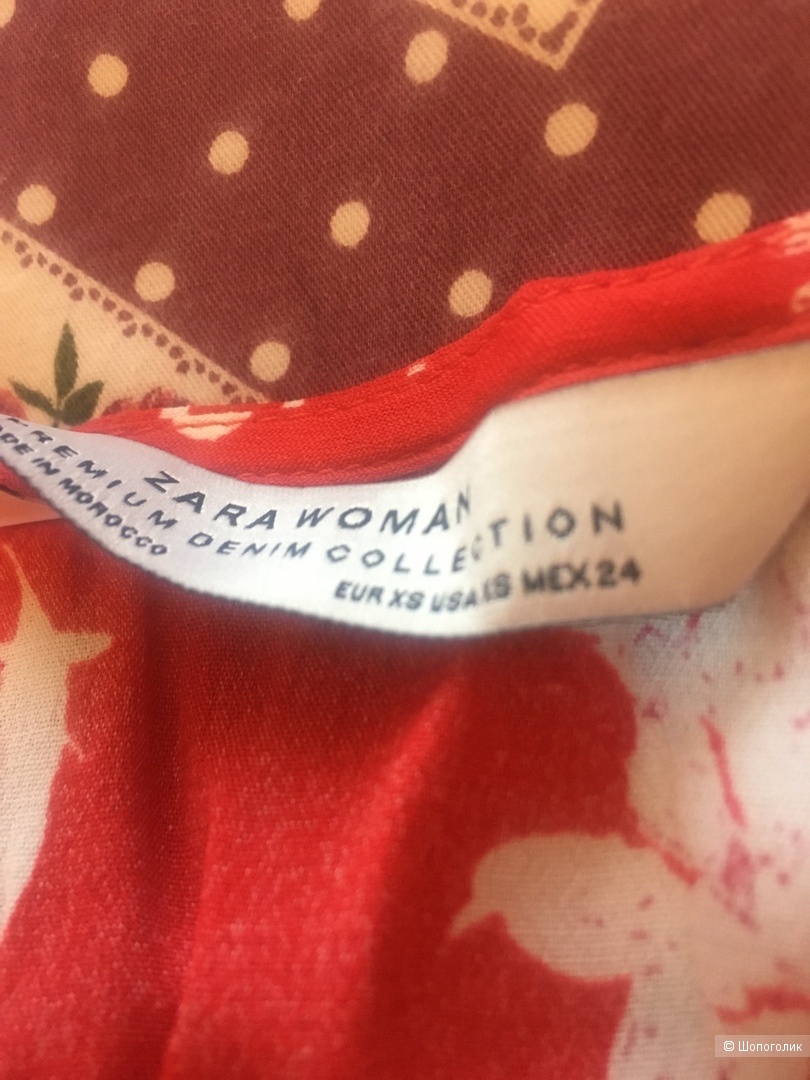 ZARA WOMAN
PREMIUM DENIM COLLECTION
MADE IN MOROCCO
EUR XS USA XS MEX 24
© Шопоголик